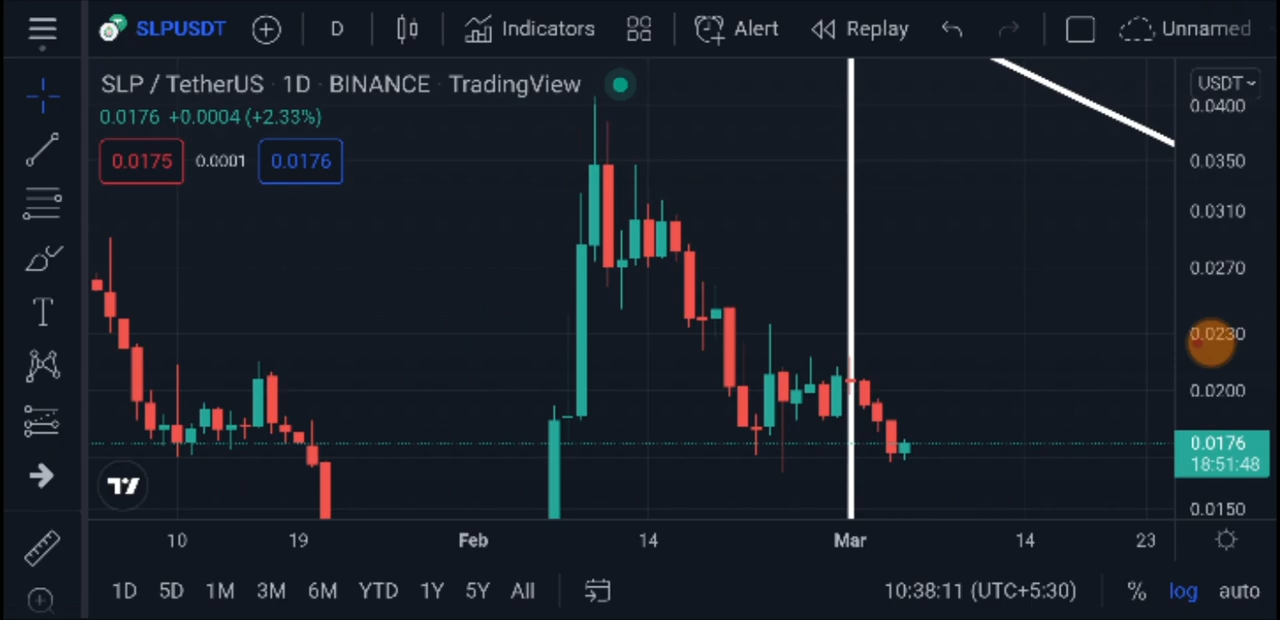 SLPUSDT D Indicators Alert Replay Unnamed
SLP / TetherUS · 1D · BINANCE · TradingView
USDT
0.0176 +0.0004 (+2.33%)
0.0175 0.0001 0.0176
0.0400
0.0350
0.0310
0.0270
0.0230
0.0200
0.0176
18:51:48
0.0150
10 19 Feb 14 Mar 14 23
1D 5D 1M 3M 6M YTD 1Y 5Y All 10:38:11 (UTC+5:30) % log auto